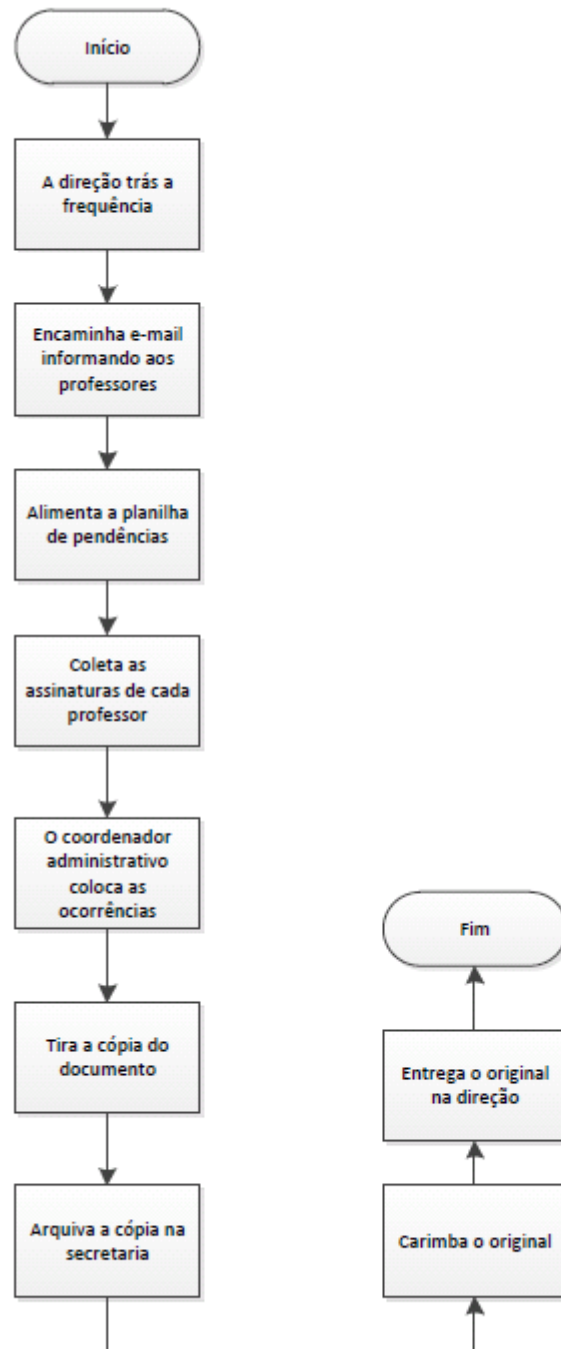 Início
A direção trás a
frequência
Encaminha e-mail
informando aos
professores
Alimenta a planilha
de pendências
Coleta as
assinaturas de cada
professor
O coordenador
administrativo
coloca as
ocorrências
Tira a cópia do
documento
Arquiva a cópia na
secretaria
Carimba o original
Entrega o original
na direção
Fim